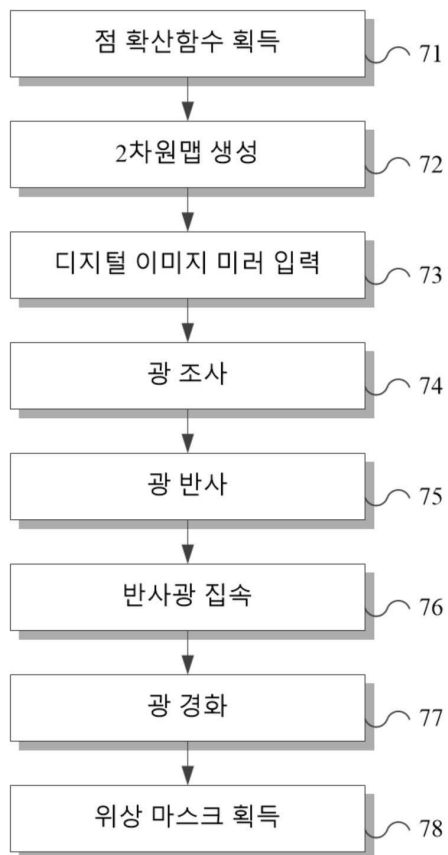 점 확산함수 획득 71
2차원맵 생성 72
디지털 이미지 미러 입력 73
광 조사 74
광 반사 75
반사광 집속 76
광 경화 77
위상 마스크 획득 78